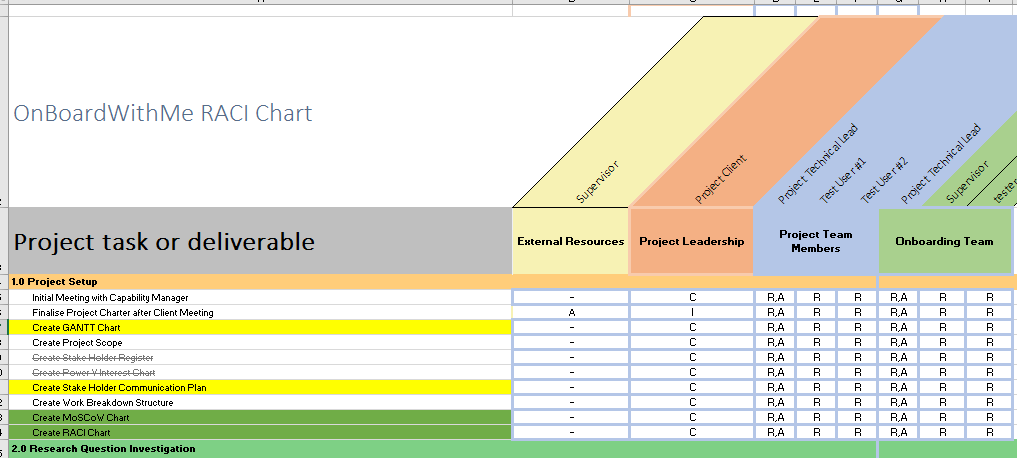 OnBoardWithMe RACI Chart
Supervisor
Project Client
Project Technical Lead
Test User #1
Test User #2
Project Technical Lead
Supervisor
tester
Project task or deliverable
External Resources
Project Leadership
Project Team
Members
Onboarding Team
1.0 Project Setup
Initial Meeting with Capability Manager - C R,A R R R,A R R
Finalise Project Charter after Client Meeting A I R,A R R R,A R R
Create GANTT Chart - C R,A R R R,A R R
Create Project Scope - C R,A R R R,A R R
Create Stake Holder Register - C R,A R R R,A R R
Create Power V Interest Chart - C R,A R R R,A R R
Create Stake Holder Communication Plan - C R,A R R R,A R R
Create Work Breakdown Structure - C R,A R R R,A R R
Create MoSCoW Chart - C R,A R R R,A R R
Create RACI Chart - C R,A R R R,A R R
2.0 Research Question Investigation